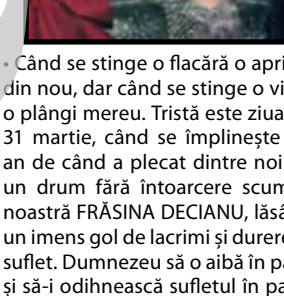 • Când se stinge o flacără o apri
din nou, dar când se stinge o vi
o plângi mereu. Tristă este ziua
31 martie, când se împlinește
an de când a plecat dintre noi
un drum fără întoarcere scum
noastră FRĂSINA DECIANU, lăsâ
un imens gol de lacrimi și durere
suflet. Dumnezeu să o aibă în pa
și să-i odihnească sufletul în pa